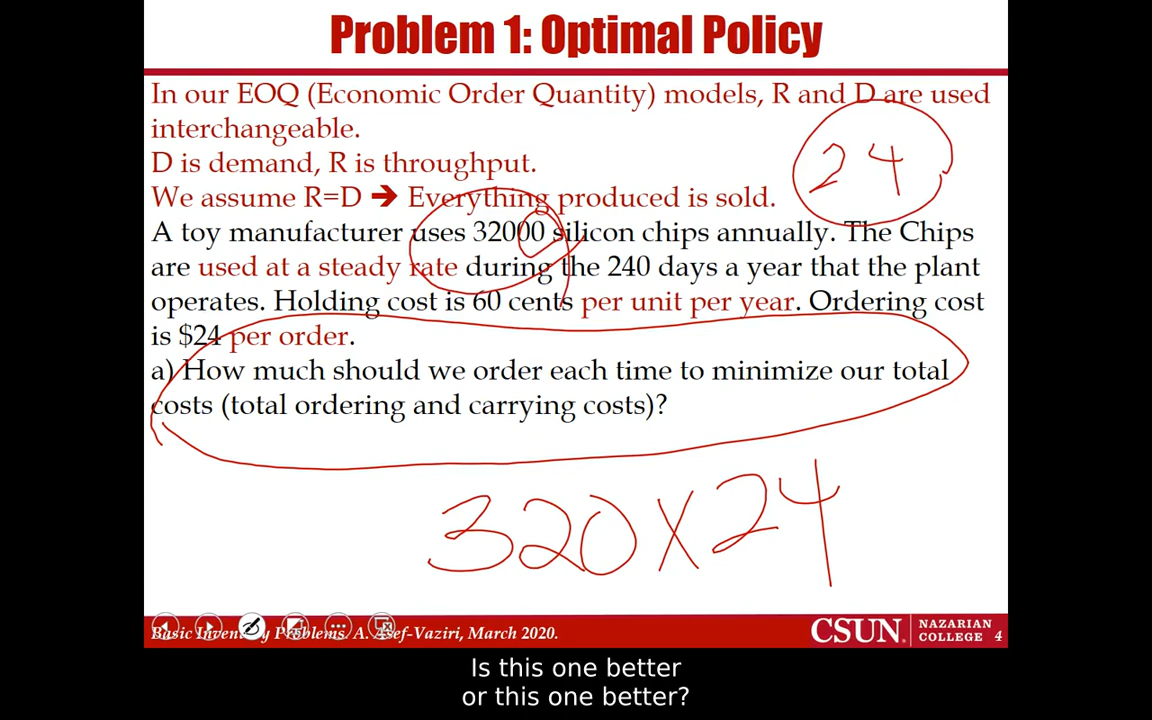 Problem 1: Optimal Policy
In our EOQ (Economic Order Quantity) models, R and D are used
interchangeable.
D is demand, R is throughput.
24
We assume R=D ➔ Everything produced is sold.
A toy manufacturer uses 32000 silicon chips annually. The Chips
are used at a steady rate during the 240 days a year that the plant
operates. Holding cost is 60 cents per unit per year. Ordering cost
is $24 per order.
a) How much should we order each time to minimize our total
costs (total ordering and carrying costs)?
320x24
Basic Inventory Problems A. Asef-Vaziri, March 2020.
CSUN NAZARIAN COLLEGE 4
Is this one better
or this one better?